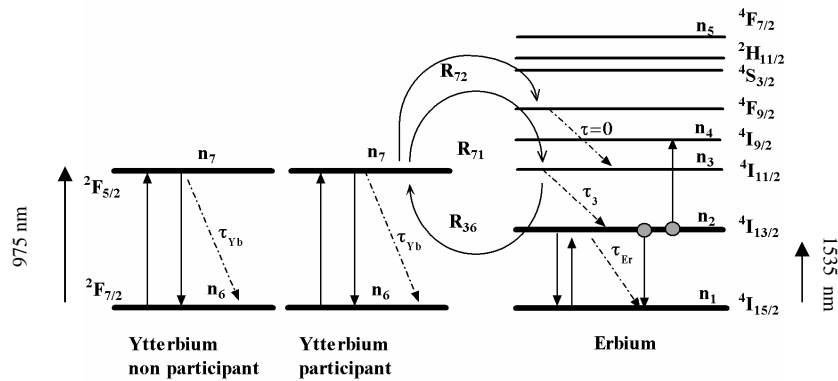 n5 4F7/2
2H11/2
4S3/2
R72
4F9/2
τ=0
n4 4I9/2
n7 n7 R71 n3 4I11/2
2F5/2
τ3
975 nm
R36 n2 4I13/2
τYb τYb τEr
1535 nm
2F7/2 n6 n6 n1 4I15/2
Ytterbium
non participant
Ytterbium
participant
Erbium